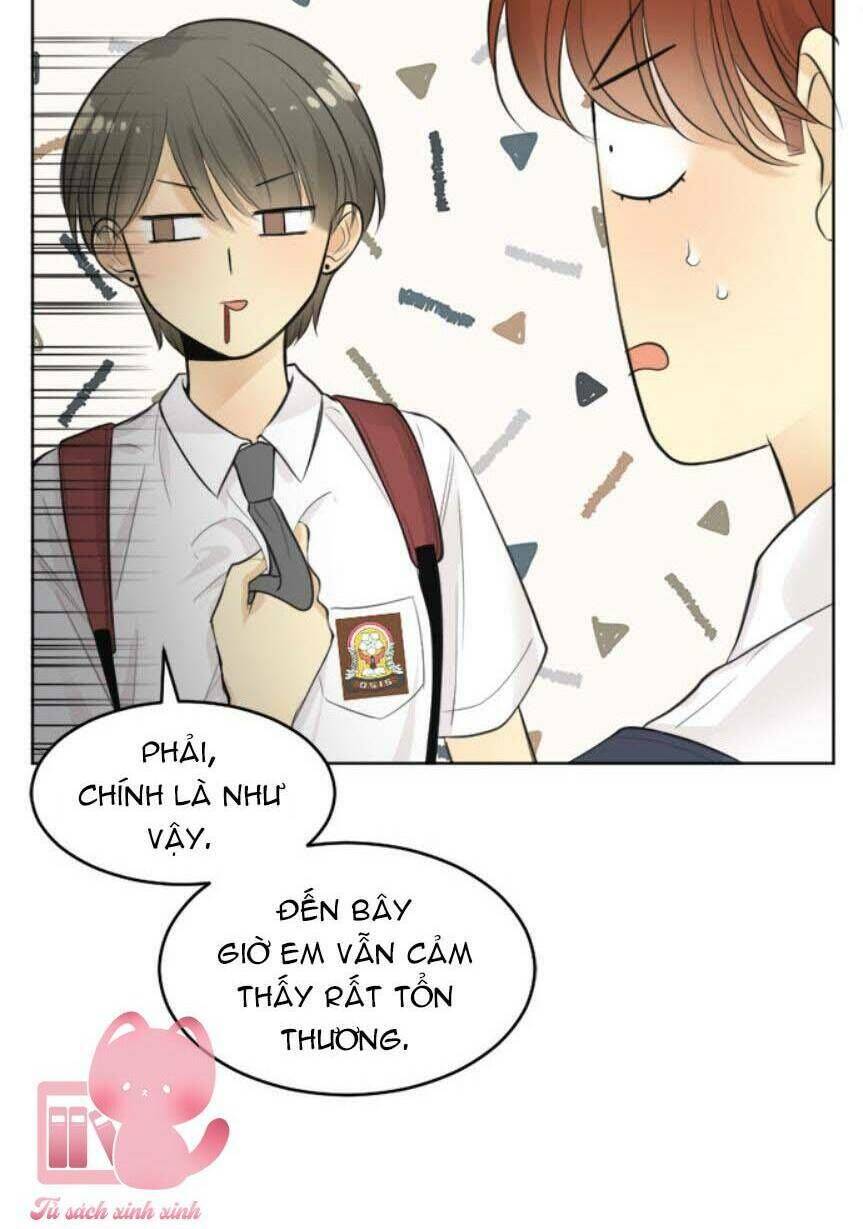 OSIS
PHẢI,
CHÍNH LÀ NHƯ
VẬY.
ĐẾN BÂY
GIỜ EM VẪN CẢM
THẤY RẤT TỔN
THƯƠNG.
Tủ sách xinh xinh